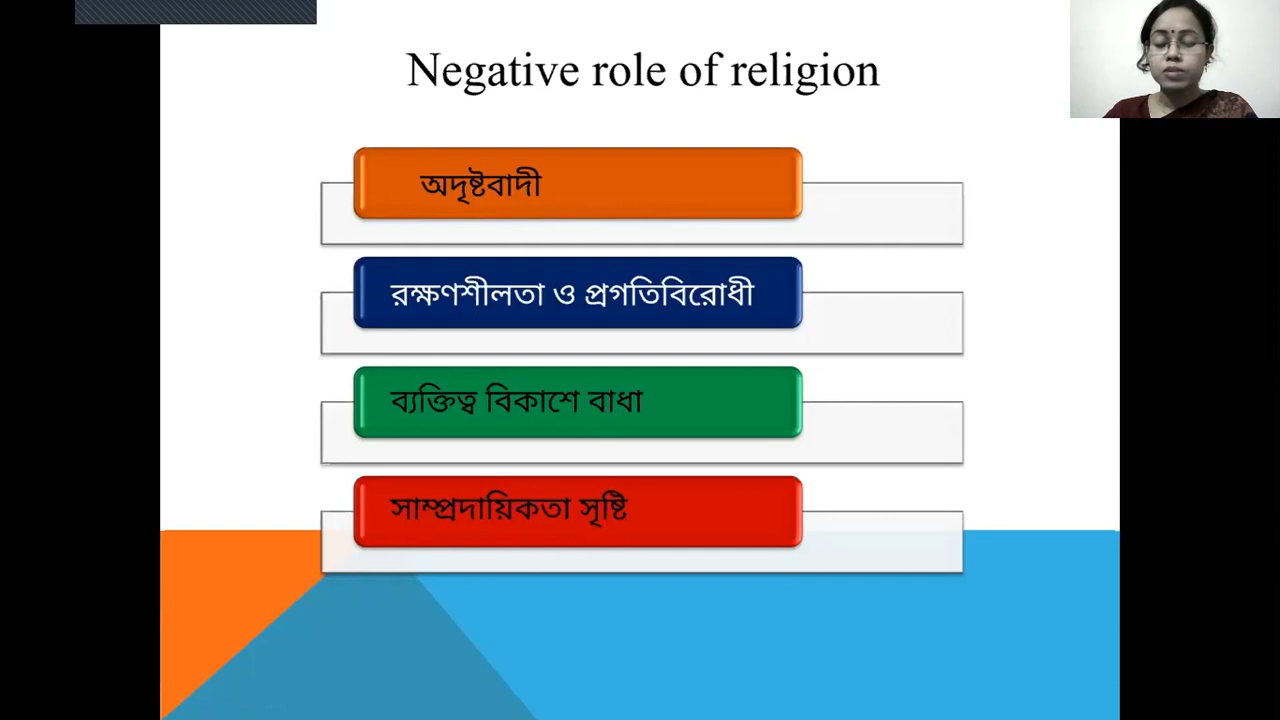 Negative role of religion
অদৃষ্টবাদী
রক্ষণশীলতা ও প্রগতিবিরোধী
ব্যক্তিত্ব বিকাশে বাধা
সাম্প্রদায়িকতা সৃষ্টি